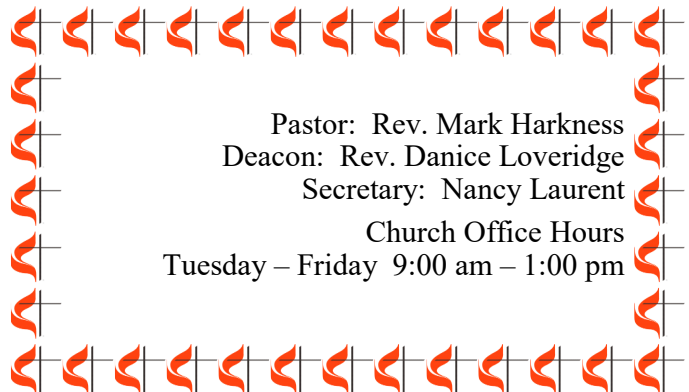 Pastor:  Rev. Mark Harkness
Deacon:  Rev. Danice Loveridge
Secretary:  Nancy Laurent
Church Office Hours
Tuesday – Friday  9:00 am – 1:00 pm